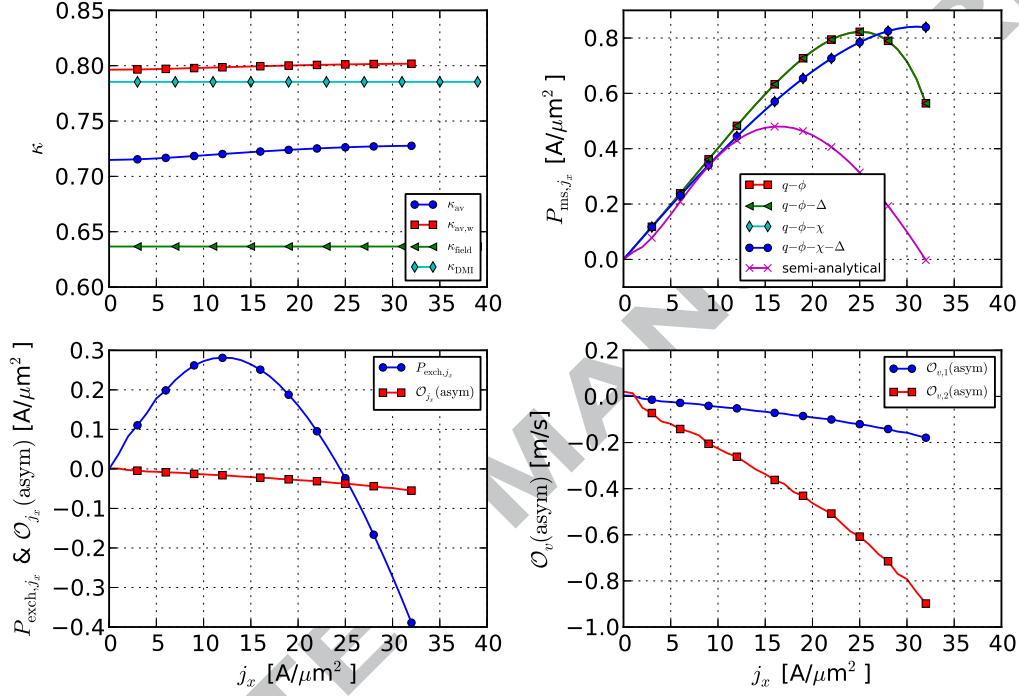 0.85
0.80
0.75
0.70
0.65
0.60
κ
0 5 10 15 20 25 30 35 40
κ_av
κ_av,w
κ_field
κ_DMI
0.8
0.6
0.4
0.2
0.0
P_ms,j_x [A/μm²]
0 5 10 15 20 25 30 35 40
q−ϕ
q−ϕ−Δ
q−ϕ−χ
q−ϕ−χ−Δ
semi-analytical
0.3
0.2
0.1
0.0
−0.1
−0.2
−0.3
−0.4
P_exch,j_x & 𝒪_j_x(asym) [A/μm²]
0 5 10 15 20 25 30 35 40
j_x [A/μm²]
P_exch,j_x
𝒪_j_x(asym)
0.2
0.0
−0.2
−0.4
−0.6
−0.8
−1.0
𝒪_v(asym) [m/s]
0 5 10 15 20 25 30 35 40
j_x [A/μm²]
𝒪_v,1(asym)
𝒪_v,2(asym)